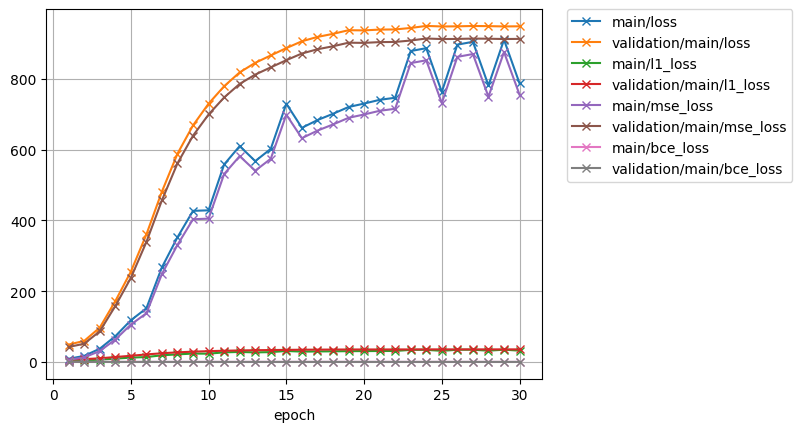 main/loss
validation/main/loss
main/l1_loss
validation/main/l1_loss
main/mse_loss
validation/main/mse_loss
main/bce_loss
validation/main/bce_loss
800
600
400
200
0
0 5 10 15 20 25 30
epoch